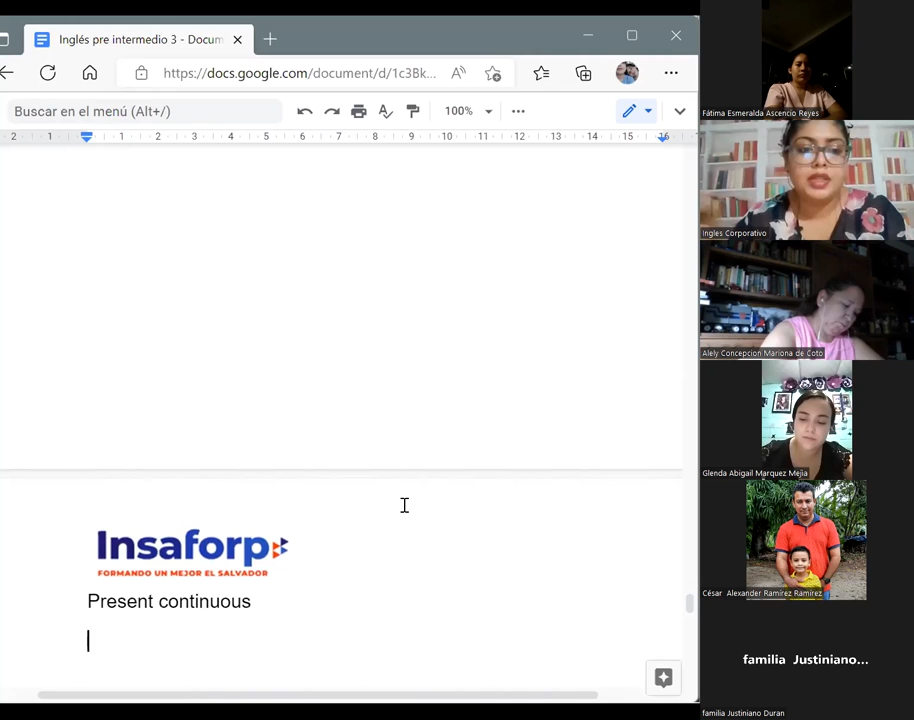 Inglés pre intermedio 3 - Docum
https://docs.google.com/document/d/1c3Bk...
Buscar en el menú (Alt+/)
100%
2 1 1 2 3 4 5 6 7 8 9 10 11 12 13 14 15 16
Insaforp
FORMANDO UN MEJOR EL SALVADOR
Present continuous
Fátima Esmeralda Ascencio Reyes
Ingles Corporativo
Alely Concepcion Mariona de Coto
Glenda Abigail Marquez Mejia
César Alexander Ramírez Ramírez
familia Justiniano...
familia Justiniano Duran